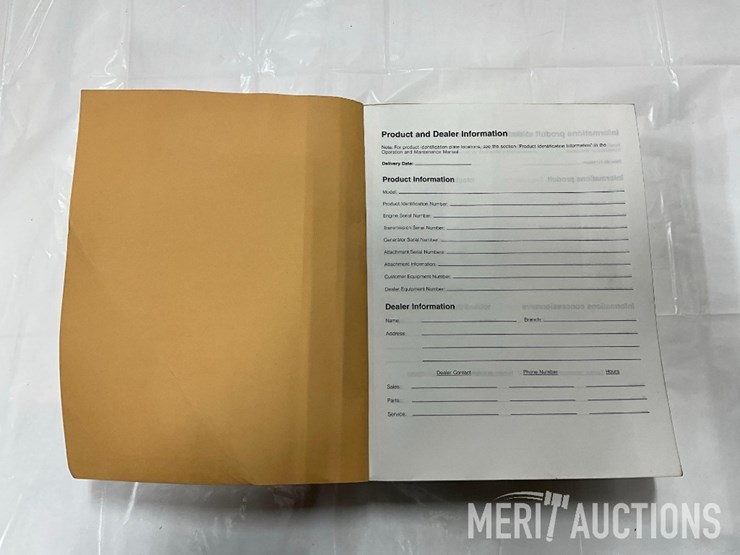 Product and Dealer Information
Note: For product identification plate locations, see the section, "Product Identification Information" in the
Operation and Maintenance Manual.
Delivery Date:
Product Information
Model:
Product Identification Number:
Engine Serial Number:
Transmission Serial Number:
Generator Serial Number:
Attachment Serial Numbers:
Attachment Information:
Customer Equipment Number:
Dealer Equipment Number:
Dealer Information
Name: Branch:
Address:
Dealer Contact Phone Number Hours
Sales:
Parts:
Service:
MERIT AUCTIONS